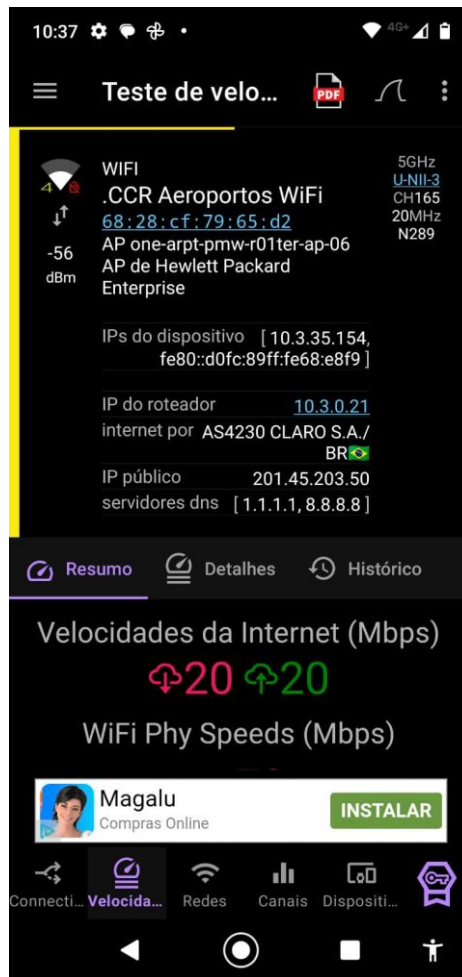 10:37
4G+
Teste de velo...
PDF
WIFI
.CCR Aeroportos WiFi
68:28:cf:79:65:d2
AP one-arpt-pmw-r01ter-ap-06
AP de Hewlett Packard
Enterprise
4
-56
dBm
5GHz
U-NII-3
CH165
20MHz
N289
IPs do dispositivo [ 10.3.35.154,
fe80::d0fc:89ff:fe68:e8f9 ]
IP do roteador 10.3.0.21
internet por AS4230 CLARO S.A./
BR
IP público 201.45.203.50
servidores dns [ 1.1.1.1, 8.8.8.8 ]
Resumo Detalhes Histórico
Velocidades da Internet (Mbps)
20 20
WiFi Phy Speeds (Mbps)
Magalu
Compras Online
INSTALAR
Connecti... Velocida... Redes Canais Dispositi...